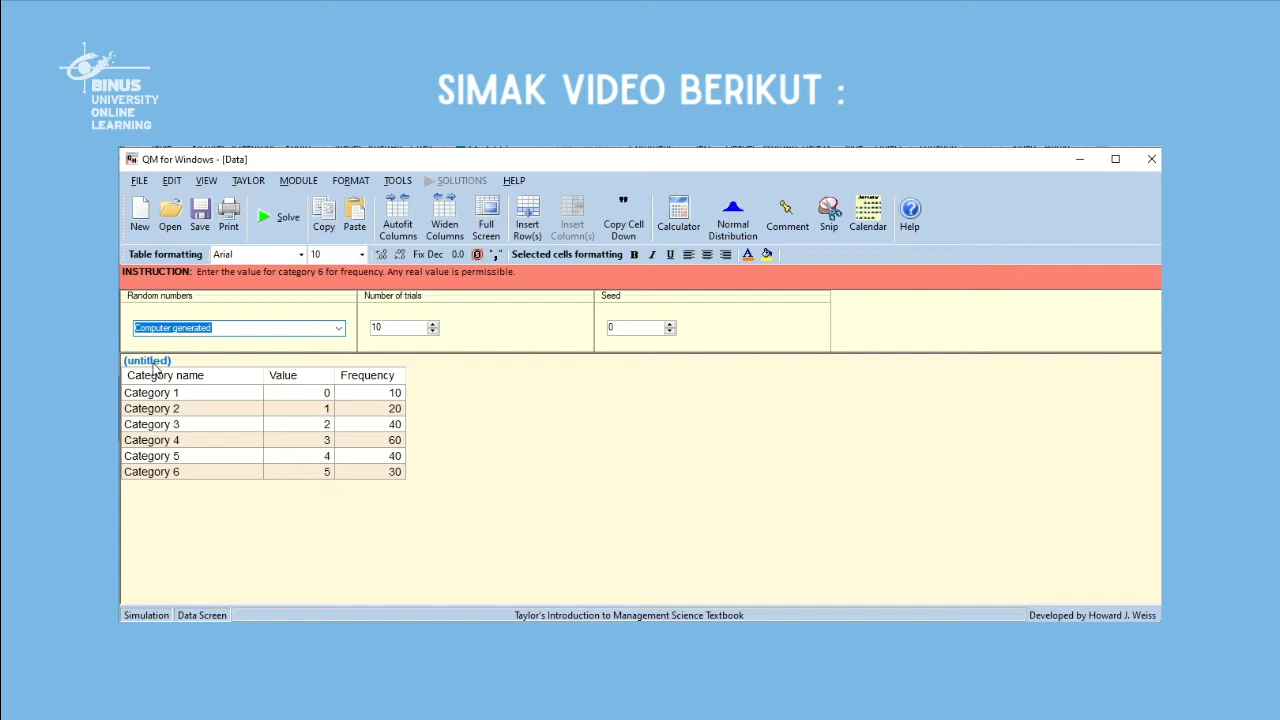 BINUS
UNIVERSITY
ONLINE
LEARNING
SIMAK VIDEO BERIKUT :
QM for Windows - [Data]
FILE EDIT VIEW TAYLOR MODULE FORMAT TOOLS SOLUTIONS HELP
New Open Save Print Solve Copy Paste Autofit Columns Widen Columns Full Screen Insert Row(s) Insert Column(s) Copy Cell Down Calculator Normal Distribution Comment Snip Calendar Help
Table formatting Arial 10 Fix Dec 0.0 Selected cells formatting B I U A
INSTRUCTION: Enter the value for category 6 for frequency. Any real value is permissible.
Random numbers Number of trials Seed
Computer generated 10 0
(untitled)
Category name Value Frequency
Category 1 0 10
Category 2 1 20
Category 3 2 40
Category 4 3 60
Category 5 4 40
Category 6 5 30
Simulation Data Screen Taylor's Introduction to Management Science Textbook Developed by Howard J. Weiss